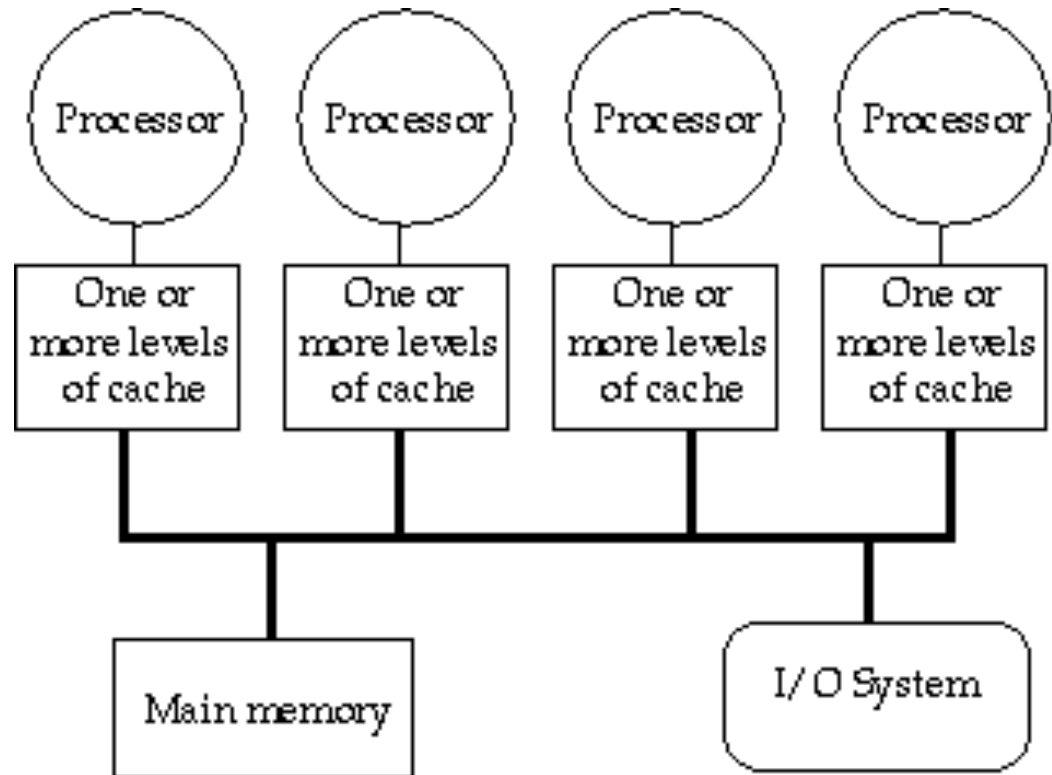 Processor
Processor
Processor
Processor
One or
more levels
of cache
One or
more levels
of cache
One or
more levels
of cache
One or
more levels
of cache
Main memory
I/O System